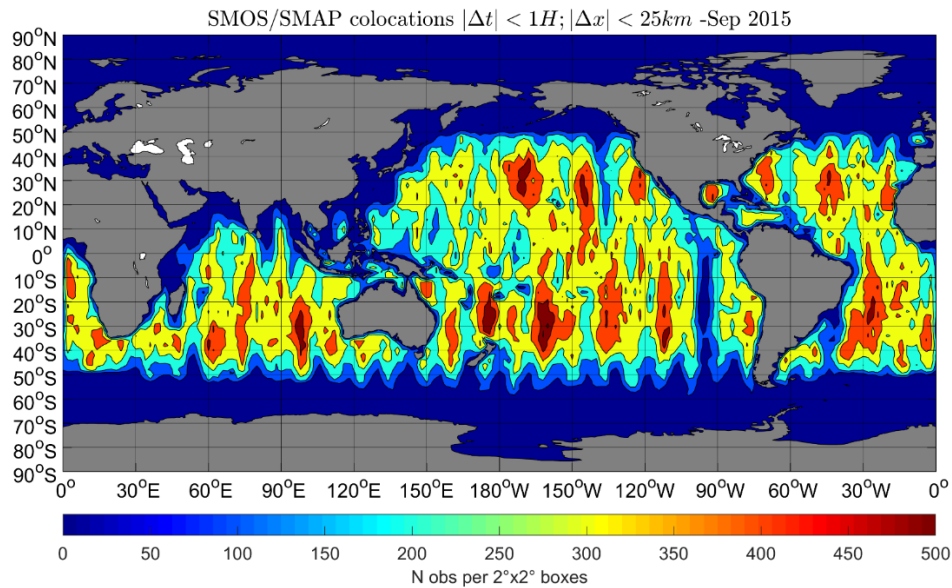 SMOS/SMAP colocations |Δt| < 1H; |Δx| < 25km -Sep 2015
90°N
80°N
70°N
60°N
50°N
40°N
30°N
20°N
10°N
0°
10°S
20°S
30°S
40°S
50°S
60°S
70°S
80°S
90°S
0° 30°E 60°E 90°E 120°E 150°E 180°W 150°W 120°W 90°W 60°W 30°W 0°
0 50 100 150 200 250 300 350 400 450 500
N obs per 2°x2° boxes